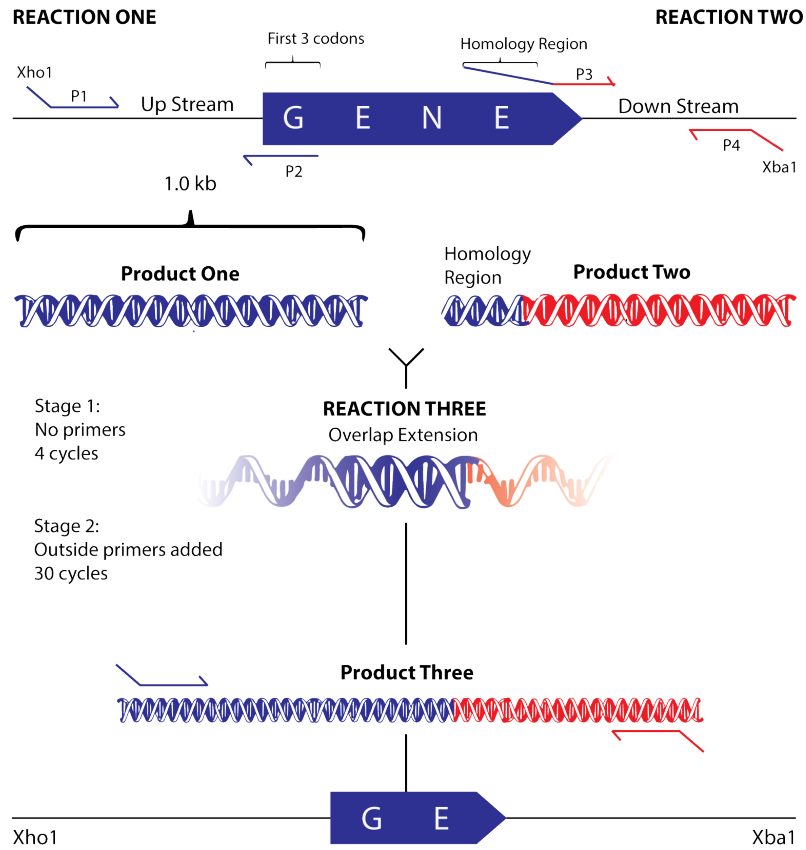 REACTION ONE
REACTION TWO
First 3 codons
Homology Region
Xho1
P1
P3
Up Stream
G E N E
Down Stream
P2
P4
Xba1
1.0 kb
Product One
Homology
Region
Product Two
Stage 1:
No primers
4 cycles
REACTION THREE
Overlap Extension
Stage 2:
Outside primers added
30 cycles
Product Three
G E
Xho1
Xba1